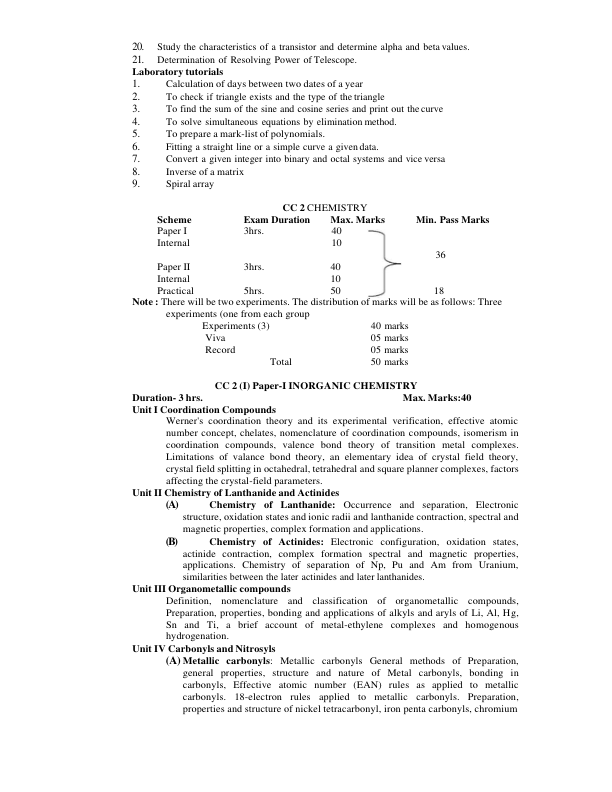 20. Study the characteristics of a transistor and determine alpha and beta values.
21. Determination of Resolving Power of Telescope.
Laboratory tutorials
1. Calculation of days between two dates of a year
2. To check if triangle exists and the type of the triangle
3. To find the sum of the sine and cosine series and print out the curve
4. To solve simultaneous equations by elimination method.
5. To prepare a mark-list of polynomials.
6. Fitting a straight line or a simple curve a given data.
7. Convert a given integer into binary and octal systems and vice versa
8. Inverse of a matrix
9. Spiral array
CC 2 CHEMISTRY
Scheme Exam Duration Max. Marks Min. Pass Marks
Paper I 3hrs. 40
Internal 10
36
Paper II 3hrs. 40
Internal 10
Practical 5hrs. 50 18
Note : There will be two experiments. The distribution of marks will be as follows: Three
experiments (one from each group
Experiments (3) 40 marks
Viva 05 marks
Record 05 marks
Total 50 marks
CC 2 (I) Paper-I INORGANIC CHEMISTRY
Duration- 3 hrs. Max. Marks:40
Unit I Coordination Compounds
Werner's coordination theory and its experimental verification, effective atomic
number concept, chelates, nomenclature of coordination compounds, isomerism in
coordination compounds, valence bond theory of transition metal complexes.
Limitations of valance bond theory, an elementary idea of crystal field theory,
crystal field splitting in octahedral, tetrahedral and square planner complexes, factors
affecting the crystal-field parameters.
Unit II Chemistry of Lanthanide and Actinides
(A) Chemistry of Lanthanide: Occurrence and separation, Electronic
structure, oxidation states and ionic radii and lanthanide contraction, spectral and
magnetic properties, complex formation and applications.
(B) Chemistry of Actinides: Electronic configuration, oxidation states,
actinide contraction, complex formation spectral and magnetic properties,
applications. Chemistry of separation of Np, Pu and Am from Uranium,
similarities between the later actinides and later lanthanides.
Unit III Organometallic compounds
Definition, nomenclature and classification of organometallic compounds,
Preparation, properties, bonding and applications of alkyls and aryls of Li, Al, Hg,
Sn and Ti, a brief account of metal-ethylene complexes and homogenous
hydrogenation.
Unit IV Carbonyls and Nitrosyls
(A) Metallic carbonyls: Metallic carbonyls General methods of Preparation,
general properties, structure and nature of Metal carbonyls, bonding in
carbonyls, Effective atomic number (EAN) rules as applied to metallic
carbonyls. 18-electron rules applied to metallic carbonyls. Preparation,
properties and structure of nickel tetracarbonyl, iron penta carbonyls, chromium